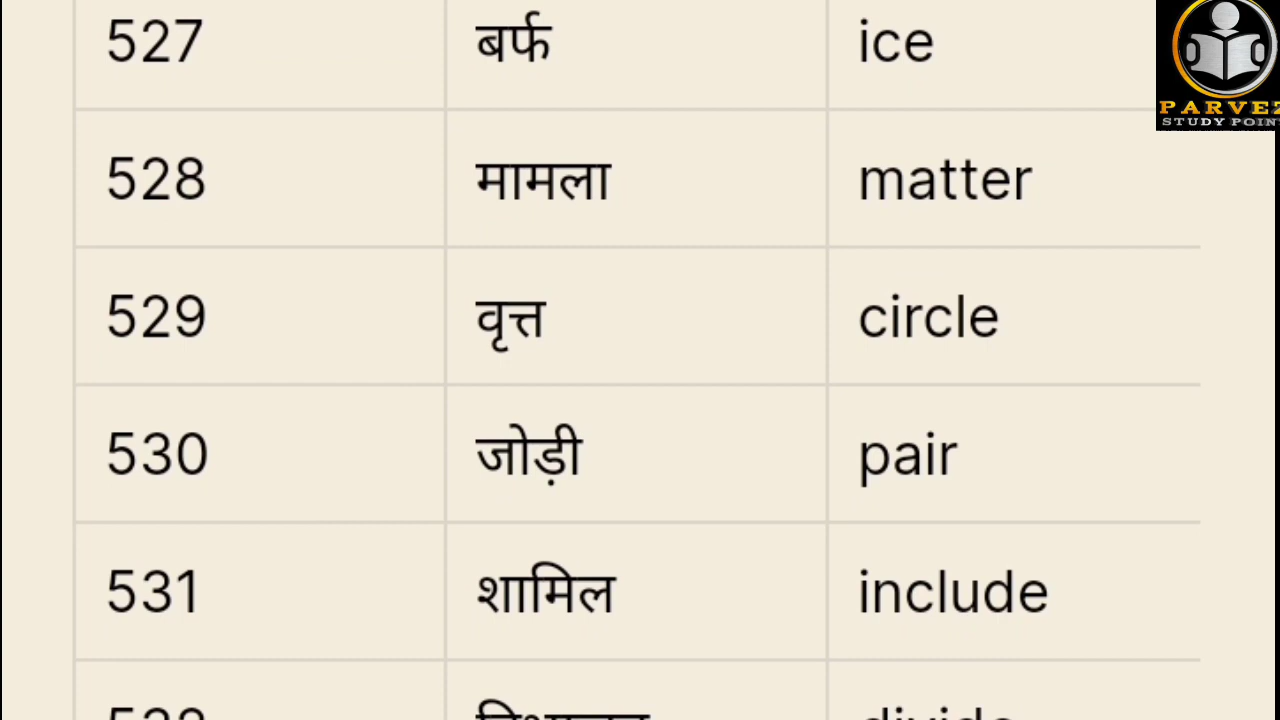 527 बर्फ ice
PARVEZ
STUDY POINT
528 मामला matter
529 वृत्त circle
530 जोड़ी pair
531 शामिल include